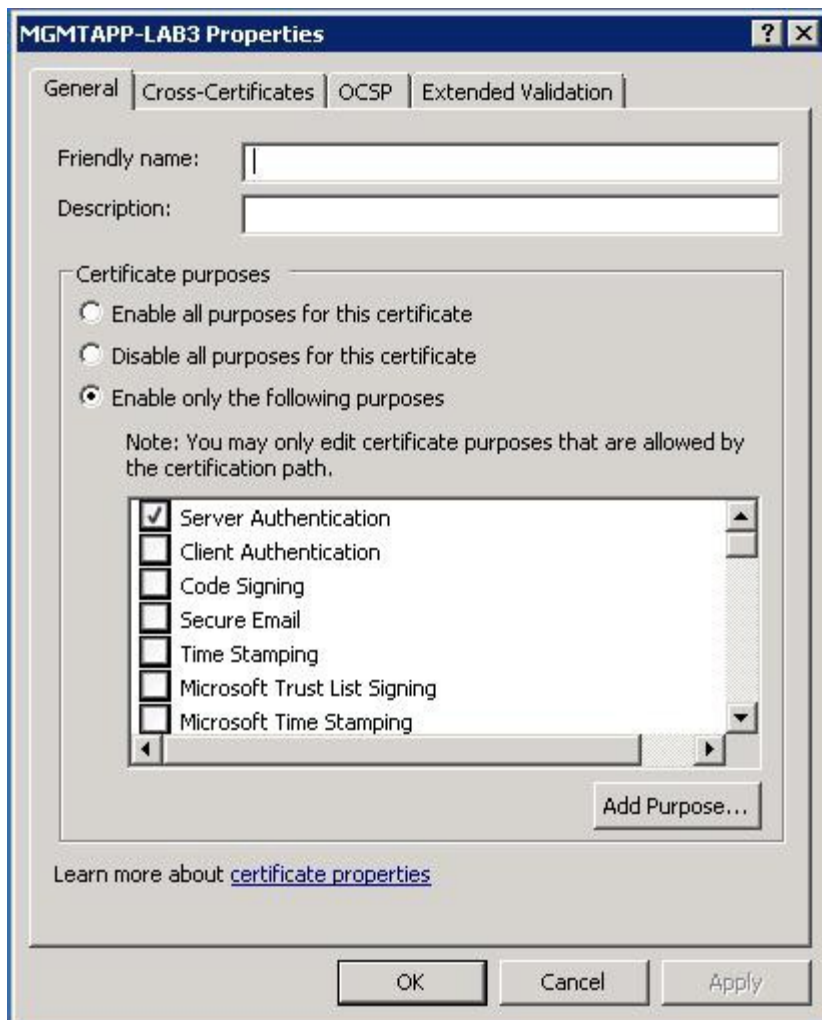 MGMTAPP-LAB3 Properties
General
Cross-Certificates
OCSP
Extended Validation
Friendly name:
Description:
Certificate purposes
Enable all purposes for this certificate
Disable all purposes for this certificate
Enable only the following purposes
Note: You may only edit certificate purposes that are allowed by
the certification path.
Server Authentication
Client Authentication
Code Signing
Secure Email
Time Stamping
Microsoft Trust List Signing
Microsoft Time Stamping
Add Purpose...
Learn more about certificate properties
OK
Cancel
Apply